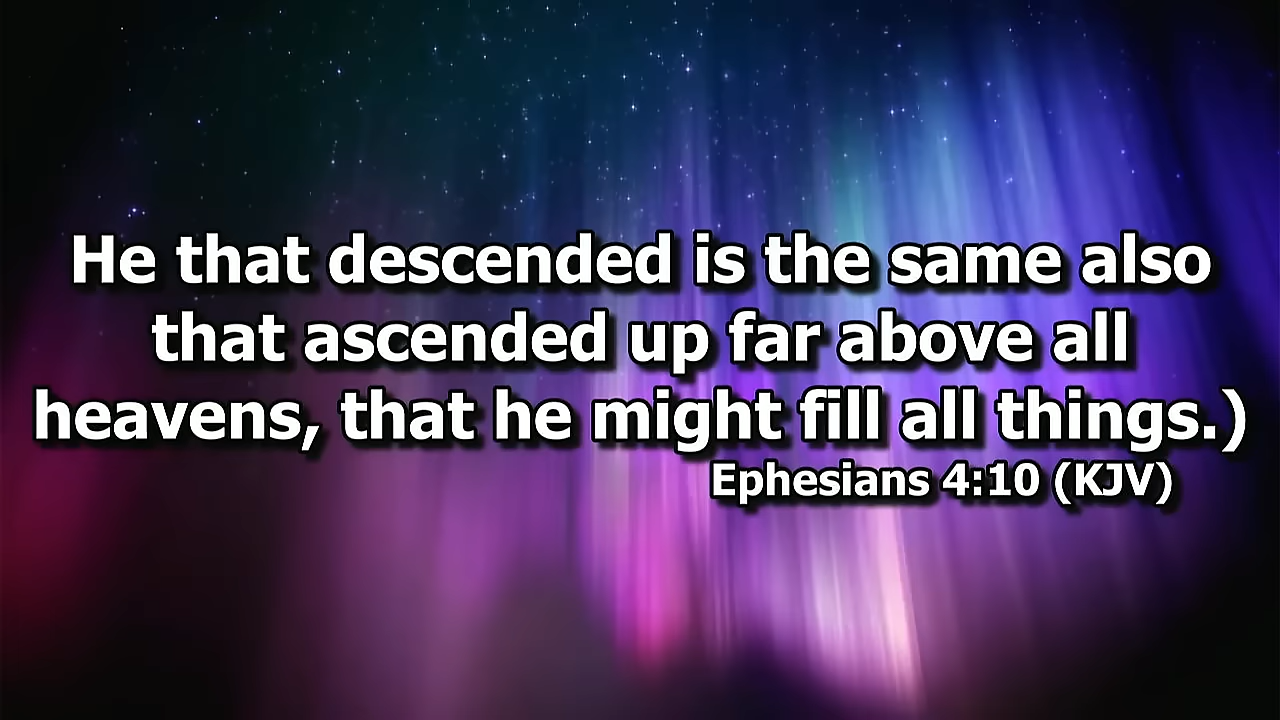 He that descended is the same also
that ascended up far above all
heavens, that he might fill all things.)
Ephesians 4:10 (KJV)